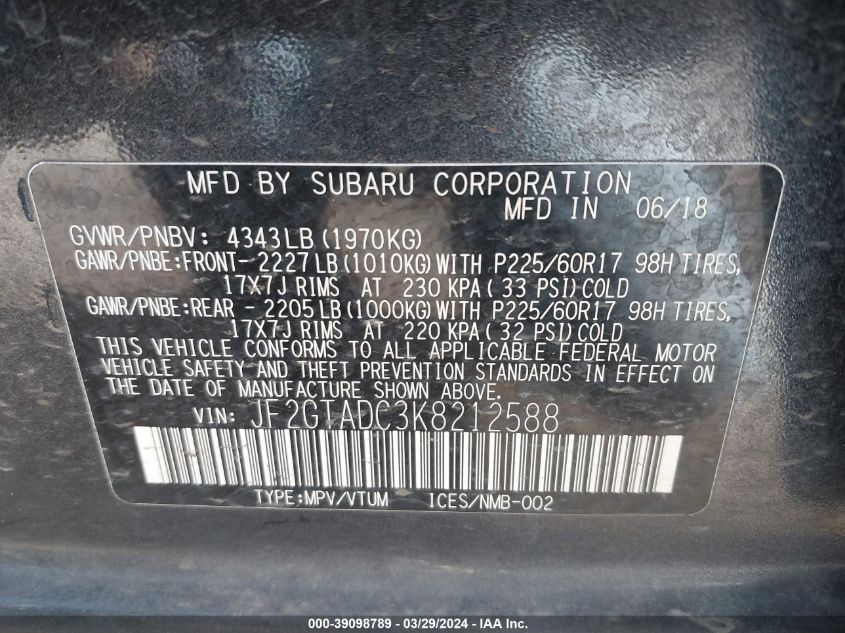 MFD BY SUBARU CORPORATION
MFD IN 06/18
GVWR/PNBV: 4343LB (1970KG)
GAWR/PNBE:FRONT-2227LB(1010KG)WITH P225/60R17 98H TIRES,
17X7J RIMS AT 230 KPA( 33 PSI)COLD
GAWR/PNBE:REAR -2205LB(1000KG)WITH P225/60R17 98H TIRES,
17X7J RIMS AT 220 KPA( 32 PSI)COLD
THIS VEHICLE CONFORMS TO ALL APPLICABLE FEDERAL MOTOR
VEHICLE SAFETY AND THEFT PREVENTION STANDARDS IN EFFECT ON
THE DATE OF MANUFACTURE SHOWN ABOVE.
VIN: JF2GTADC3K8212588
TYPE:MPV/VTUM ICES/NMB-002
000-39098789 - 03/29/2024 - IAA Inc.